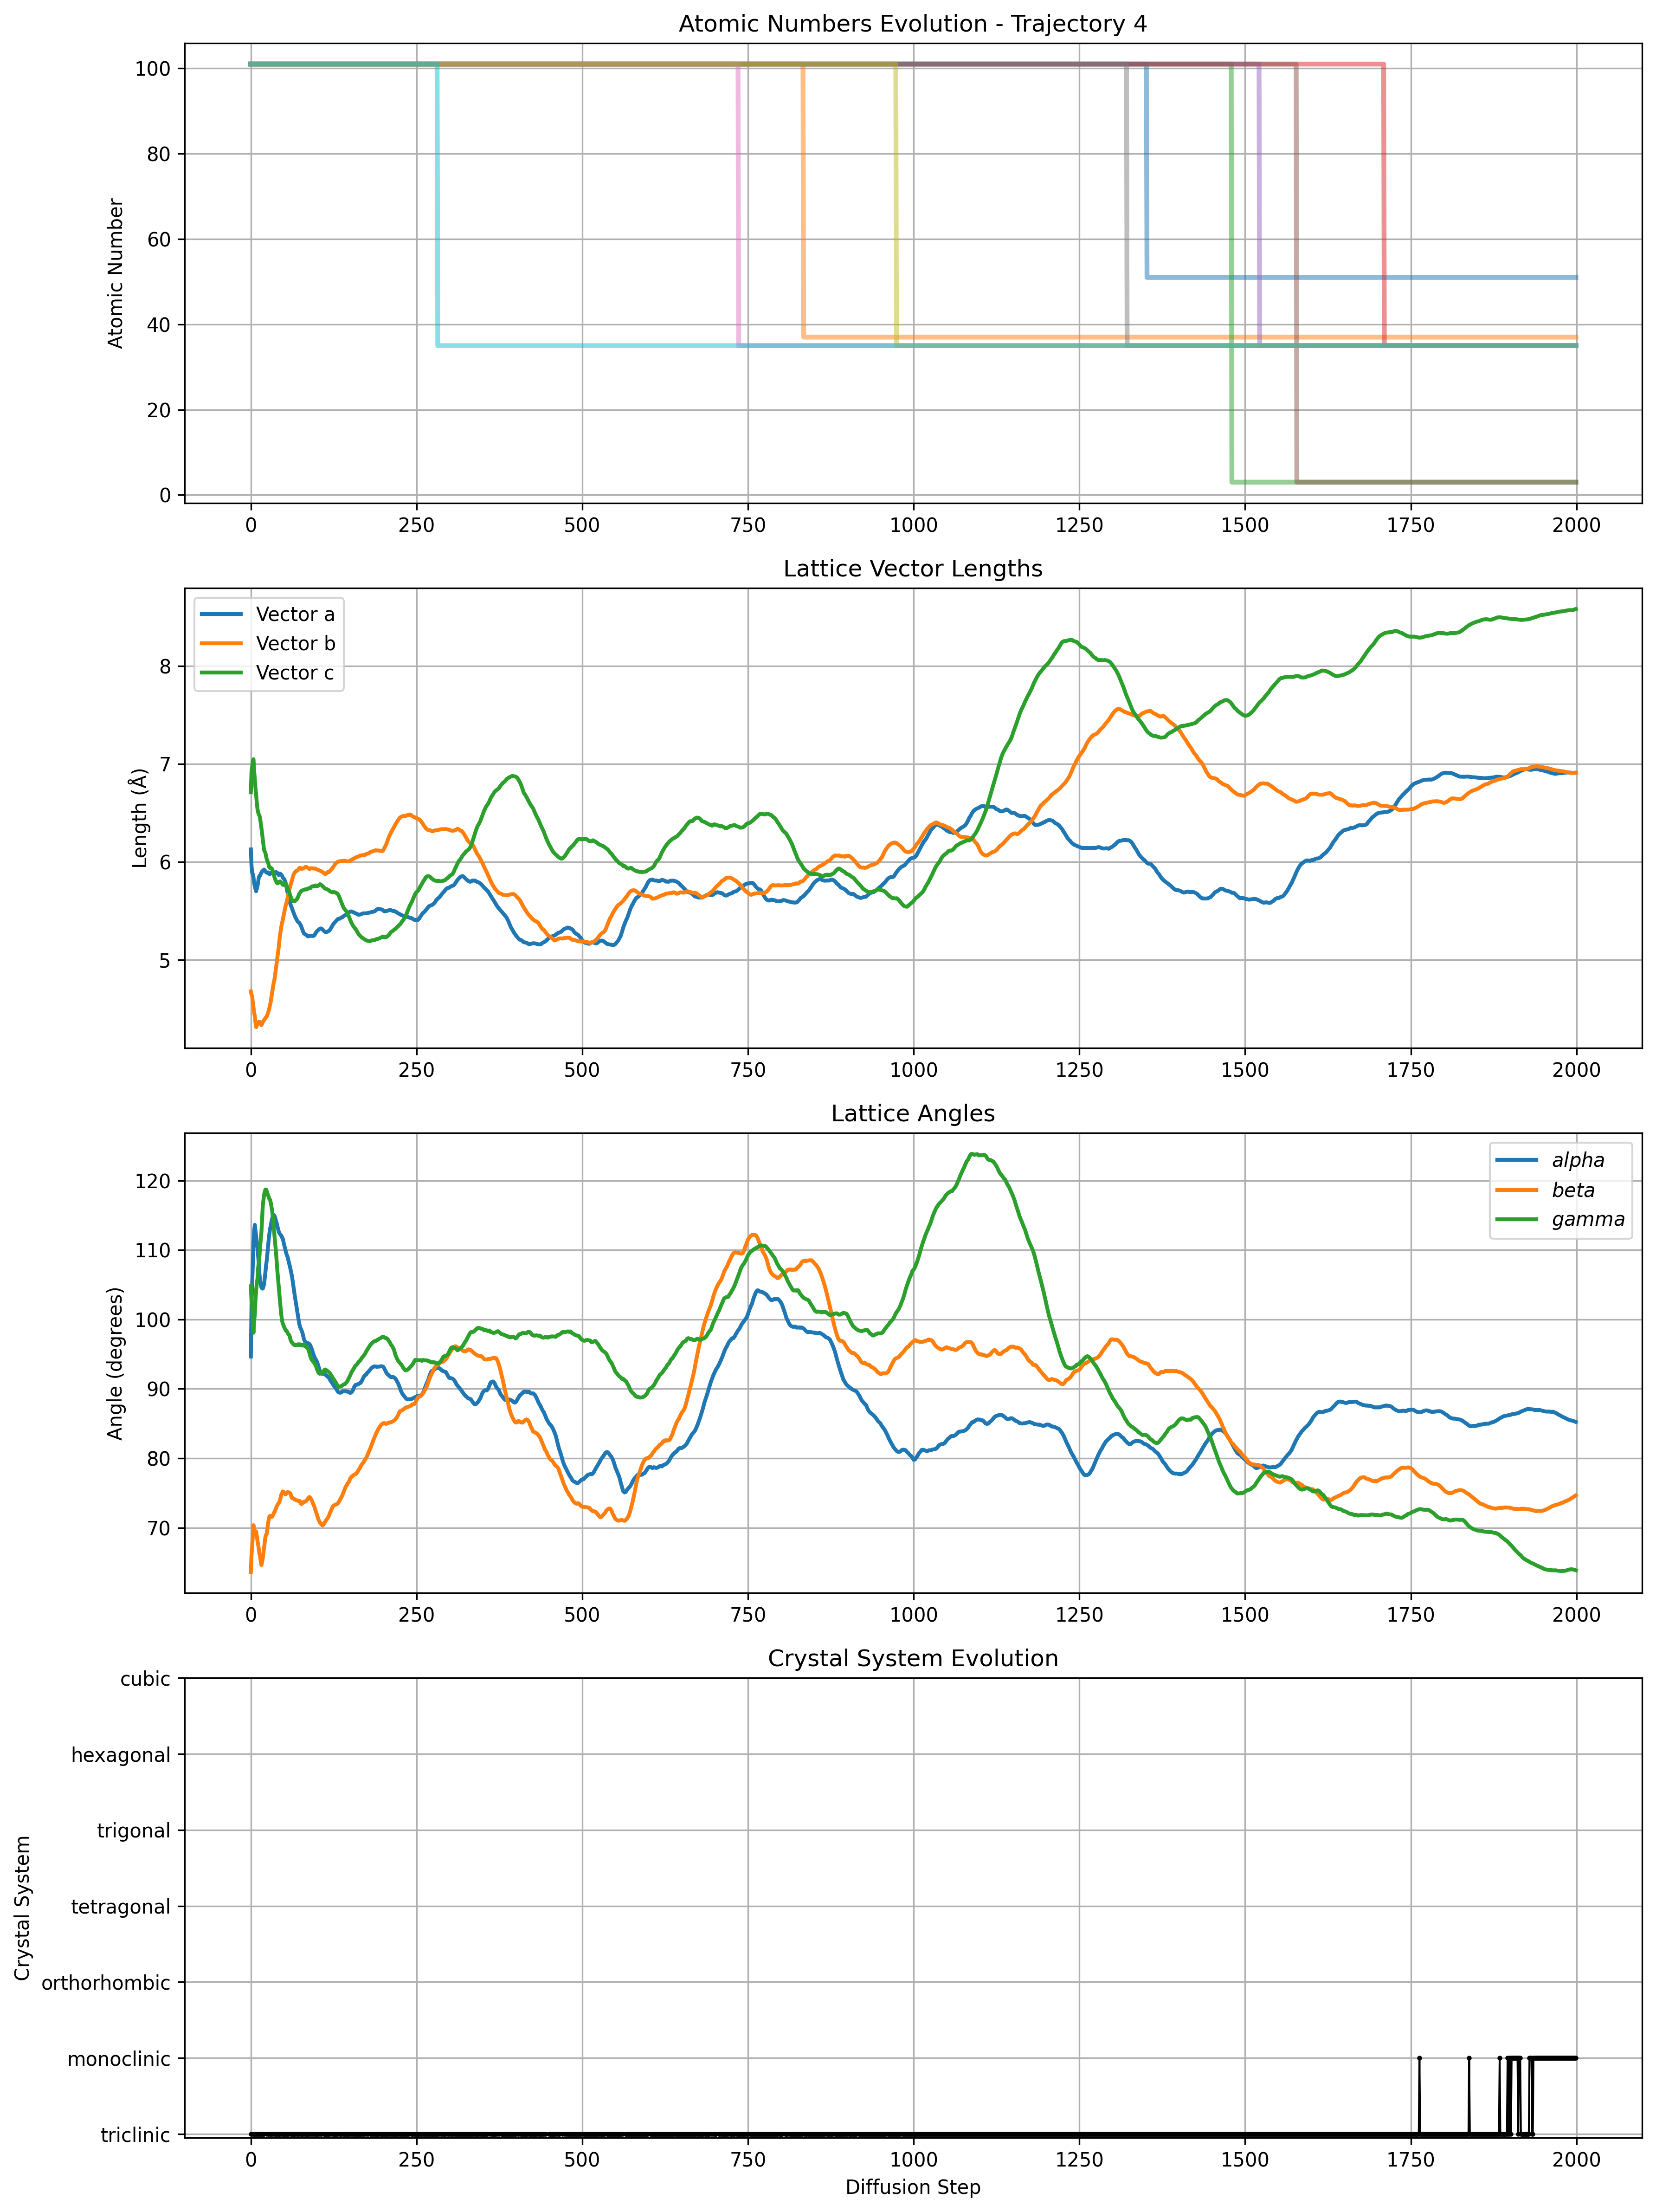 Atomic Numbers Evolution - Trajectory 4
Atomic Number
100
80
60
40
20
0
0 250 500 750 1000 1250 1500 1750 2000
Lattice Vector Lengths
Length (Å)
Vector a
Vector b
Vector c
8
7
6
5
0 250 500 750 1000 1250 1500 1750 2000
Lattice Angles
Angle (degrees)
alpha
beta
gamma
120
110
100
90
80
70
0 250 500 750 1000 1250 1500 1750 2000
Crystal System Evolution
Crystal System
cubic
hexagonal
trigonal
tetragonal
orthorhombic
monoclinic
triclinic
0 250 500 750 1000 1250 1500 1750 2000
Diffusion Step